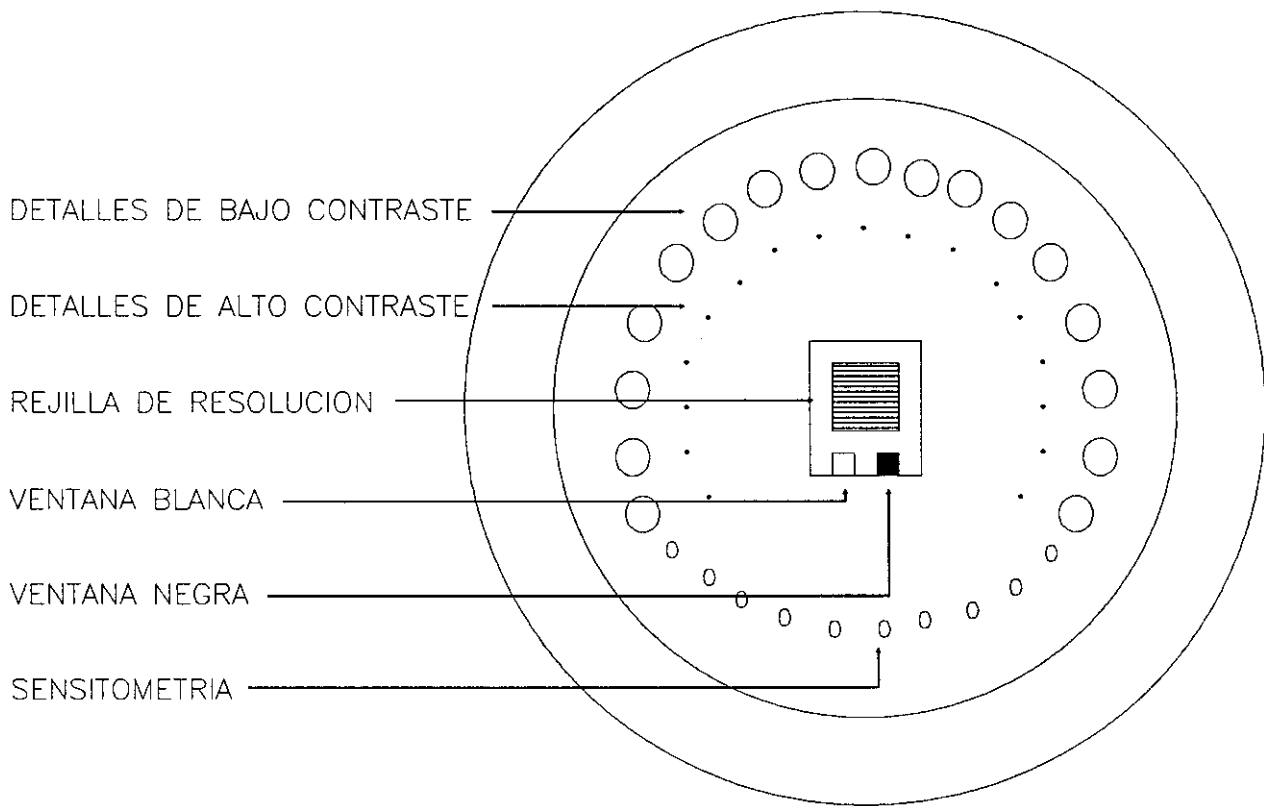 DETALLES DE BAJO CONTRASTE
DETALLES DE ALTO CONTRASTE
REJILLA DE RESOLUCION
VENTANA BLANCA
VENTANA NEGRA
SENSITOMETRIA